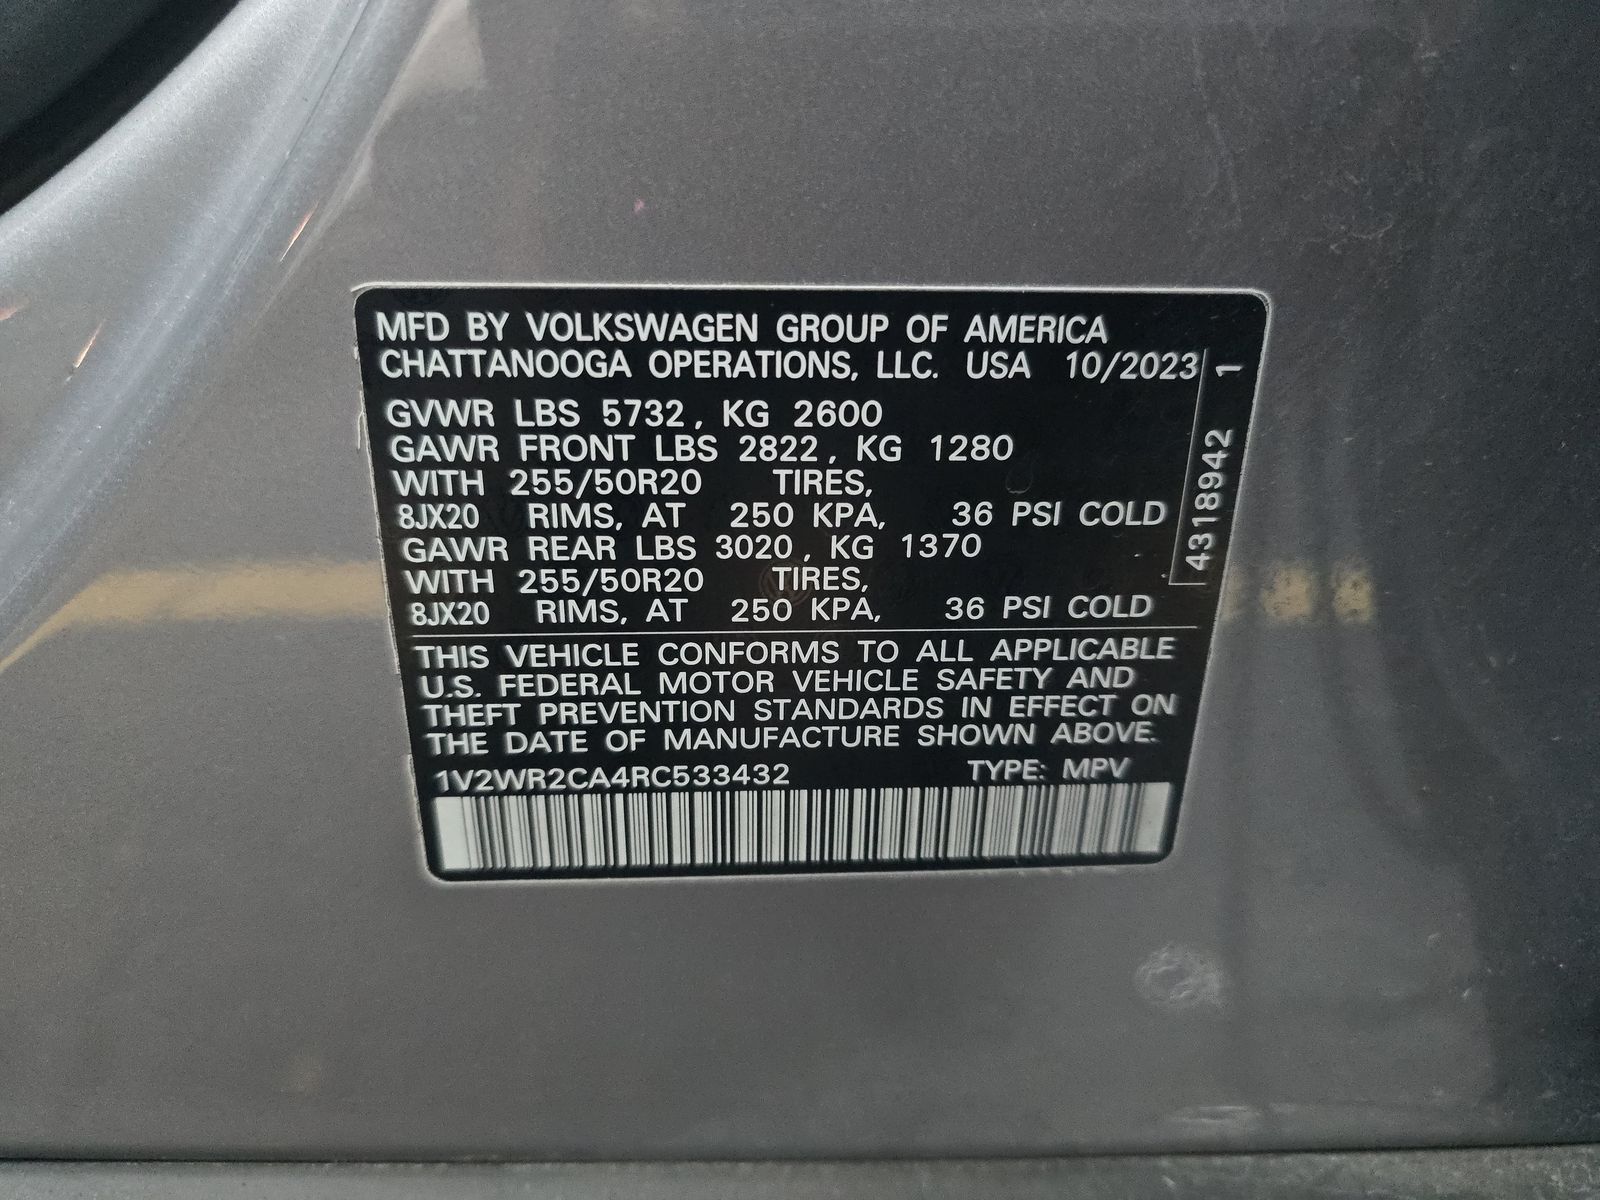 MFD BY VOLKSWAGEN GROUP OF AMERICA
CHATTANOOGA OPERATIONS, LLC. USA 10/2023
GVWR LBS 5732, KG 2600
GAWR FRONT LBS 2822, KG 1280
WITH 255/50R20 TIRES,
8JX20 RIMS, AT 250 KPA, 36 PSI COLD
GAWR REAR LBS 3020, KG 1370
WITH 255/50R20 TIRES,
8JX20 RIMS, AT 250 KPA, 36 PSI COLD
THIS VEHICLE CONFORMS TO ALL APPLICABLE
U.S. FEDERAL MOTOR VEHICLE SAFETY AND
THEFT PREVENTION STANDARDS IN EFFECT ON
THE DATE OF MANUFACTURE SHOWN ABOVE.
1V2WR2CA4RC533432 TYPE: MPV
4318942 1